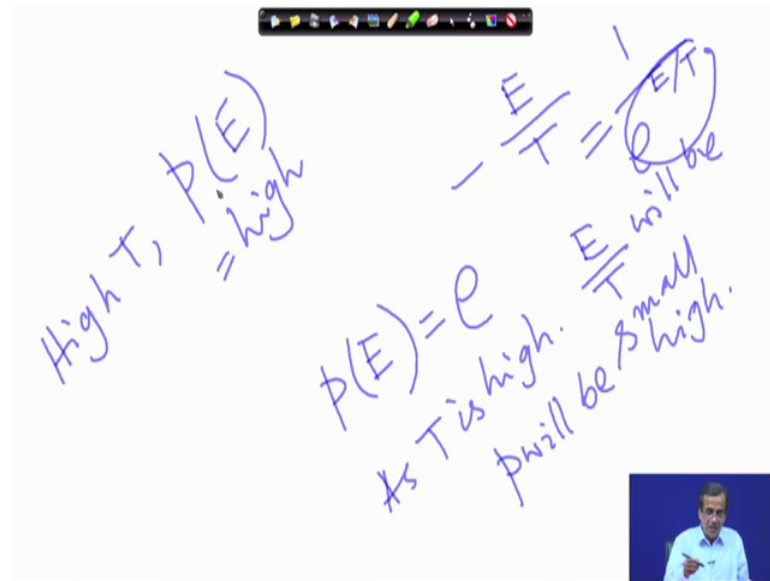 High T, p(E)
= high
p(E) = e - E/T = 1/e E/T
As T is high. E/T will be
small
p will be high.